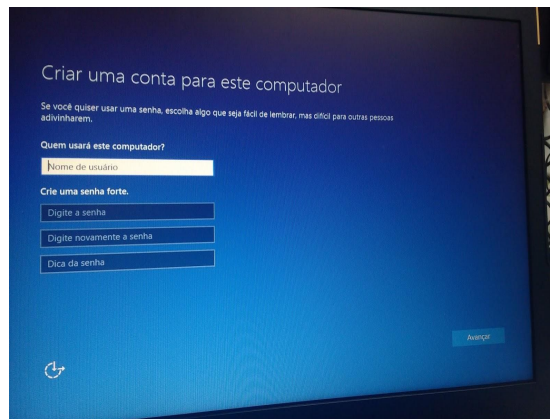 Criar uma conta para este computador
Se você quiser usar uma senha, escolha algo que seja fácil de lembrar, mas difícil para outras pessoas
adivinharem.
Quem usará este computador?
Nome de usuário
Crie uma senha forte.
Digite a senha
Digite novamente a senha
Dica da senha
Avançar